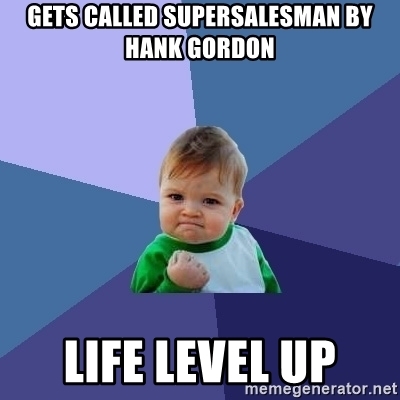 GETS CALLED SUPERSALESMAN BY
HANK GORDON
LIFE LEVEL UP
memegenerator.net